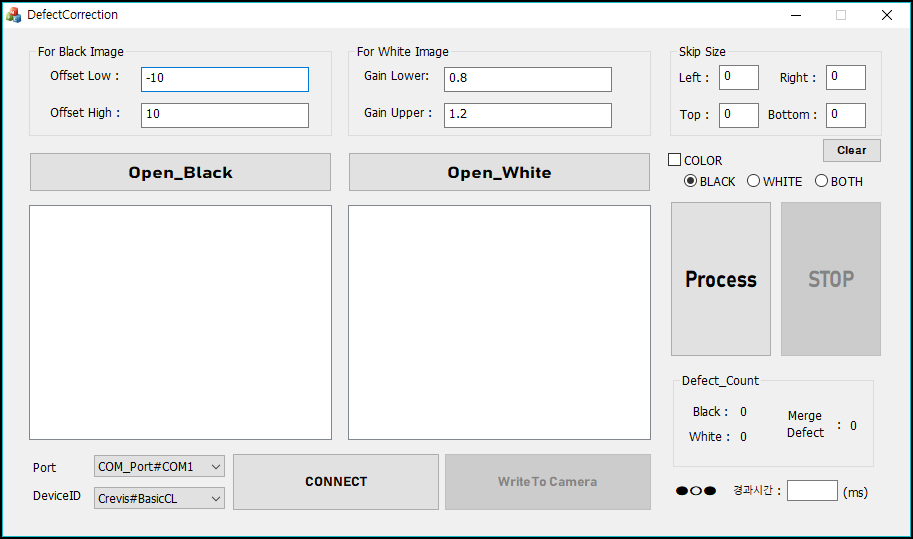 DefectCorrection
For Black Image
Offset Low :
-10
Offset High :
10
For White Image
Gain Lower:
0.8
Gain Upper :
1.2
Skip Size
Left :
0
Right :
0
Top :
0
Bottom :
0
Clear
Open_Black
Open_White
COLOR
BLACK
WHITE
BOTH
Process
STOP
Defect_Count
Black :
0
White :
0
Merge
Defect
:
0
Port
COM_Port#COM1
DeviceID
Crevis#BasicCL
CONNECT
WriteTo Camera
경과시간 :
(ms)